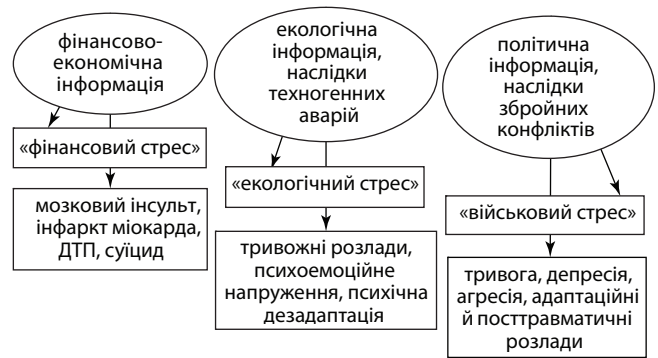 фінансово-
економічна
інформація
«фінансовий стрес»
мозковий інсульт,
інфаркт міокарда,
ДТП, суїцид
екологічна
інформація,
наслідки
техногенних
аварій
«екологічний стрес»
тривожні розлади,
психоемоційне
напруження, психічна
дезадаптація
політична
інформація,
наслідки
збройних
конфліктів
«військовий стрес»
тривога, депресія,
агресія, адаптаційні
й посттравматичні
розлади